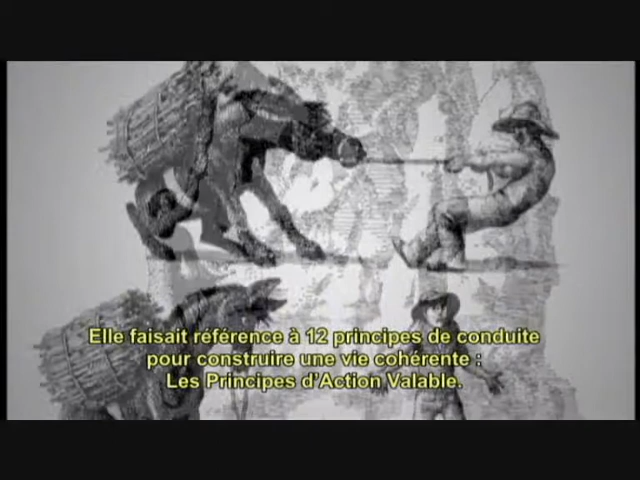 Elle faisait référence à 12 principes de conduite
pour construire une vie cohérente :
Les Principes d'Action Valable.